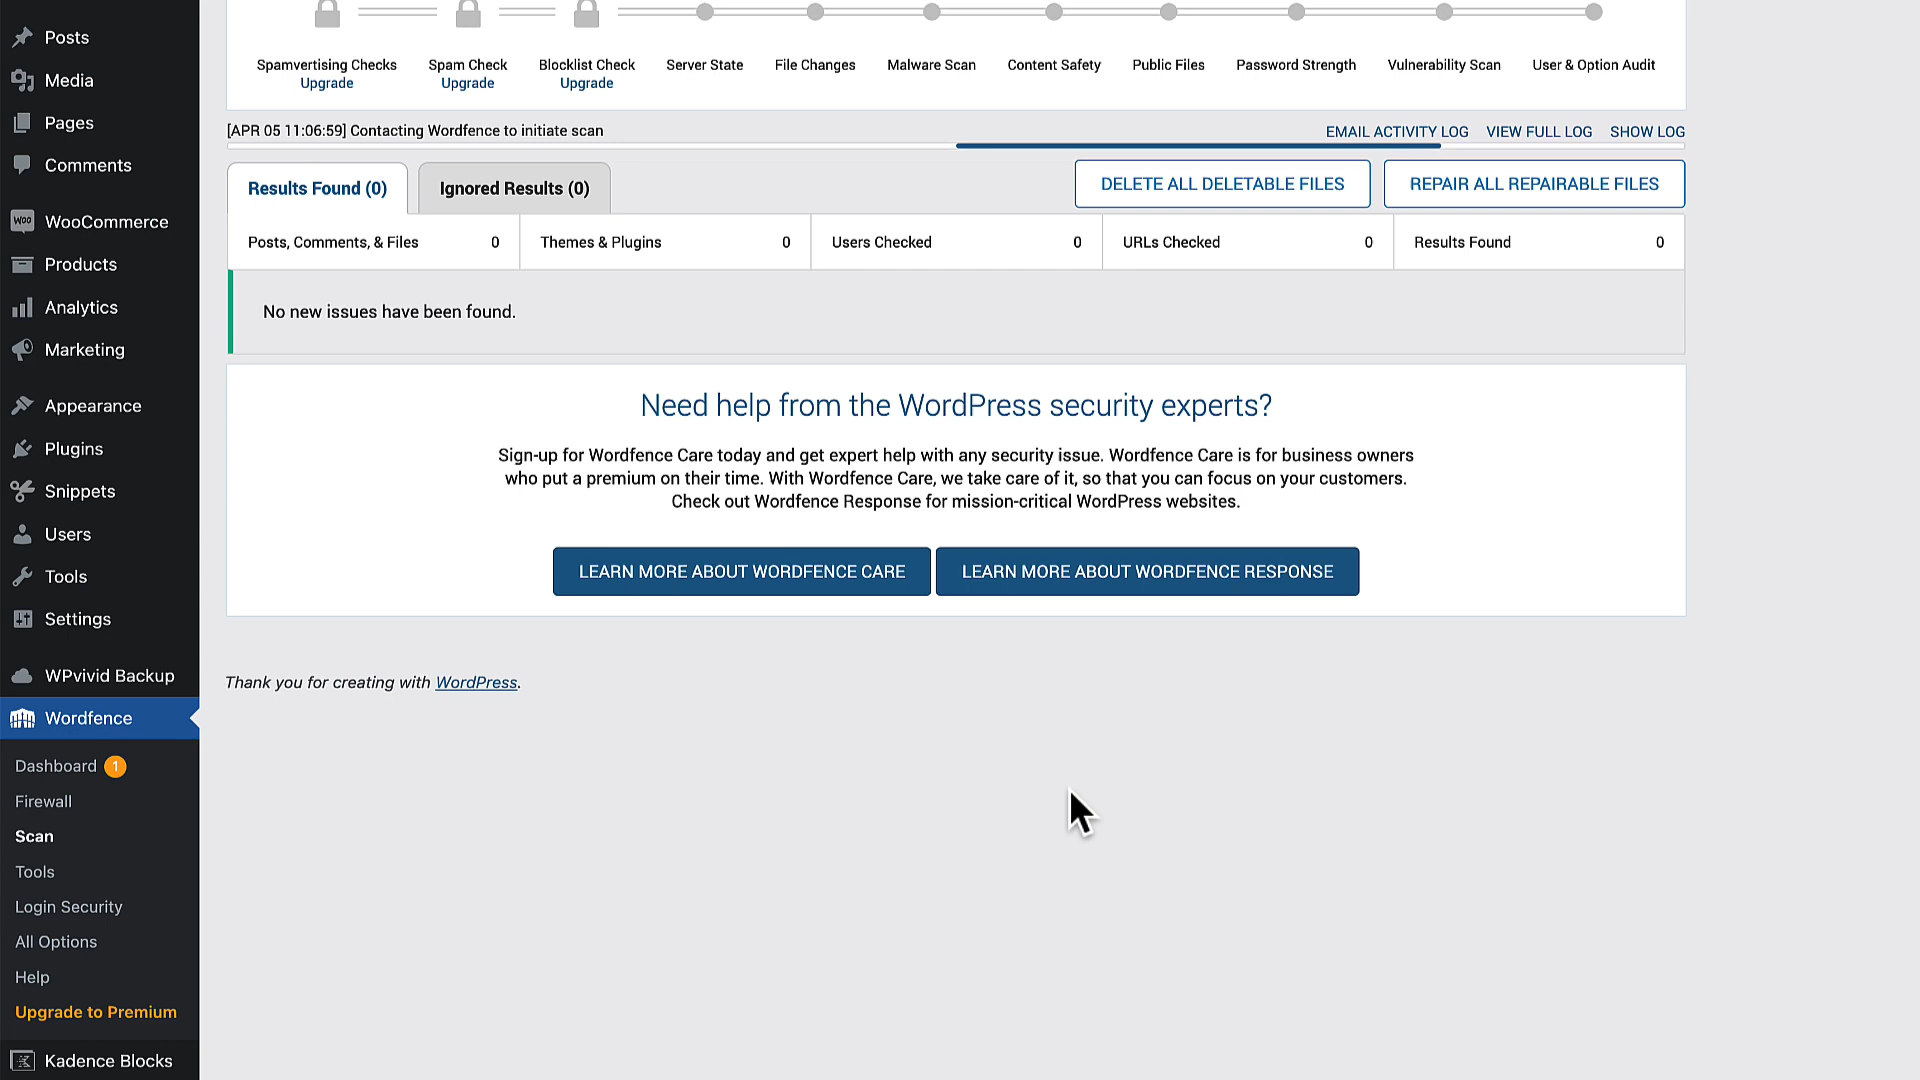 Posts
Media
Pages
Comments
WooCommerce
Products
Analytics
Marketing
Appearance
Plugins
Snippets
Users
Tools
Settings
WPvivid Backup
Wordfence
Dashboard 1
Firewall
Scan
Tools
Login Security
All Options
Help
Upgrade to Premium
Kadence Blocks
Spamvertising Checks
Upgrade
Spam Check
Upgrade
Blocklist Check
Upgrade
Server State
File Changes
Malware Scan
Content Safety
Public Files
Password Strength
Vulnerability Scan
User & Option Audit
[APR 05 11:06:59] Contacting Wordfence to initiate scan
EMAIL ACTIVITY LOG VIEW FULL LOG SHOW LOG
Results Found (0)
Ignored Results (0)
DELETE ALL DELETABLE FILES
REPAIR ALL REPAIRABLE FILES
Posts, Comments, & Files 0
Themes & Plugins 0
Users Checked 0
URLs Checked 0
Results Found 0
No new issues have been found.
Need help from the WordPress security experts?
Sign-up for Wordfence Care today and get expert help with any security issue. Wordfence Care is for business owners
who put a premium on their time. With Wordfence Care, we take care of it, so that you can focus on your customers.
Check out Wordfence Response for mission-critical WordPress websites.
LEARN MORE ABOUT WORDFENCE CARE
LEARN MORE ABOUT WORDFENCE RESPONSE
Thank you for creating with WordPress.